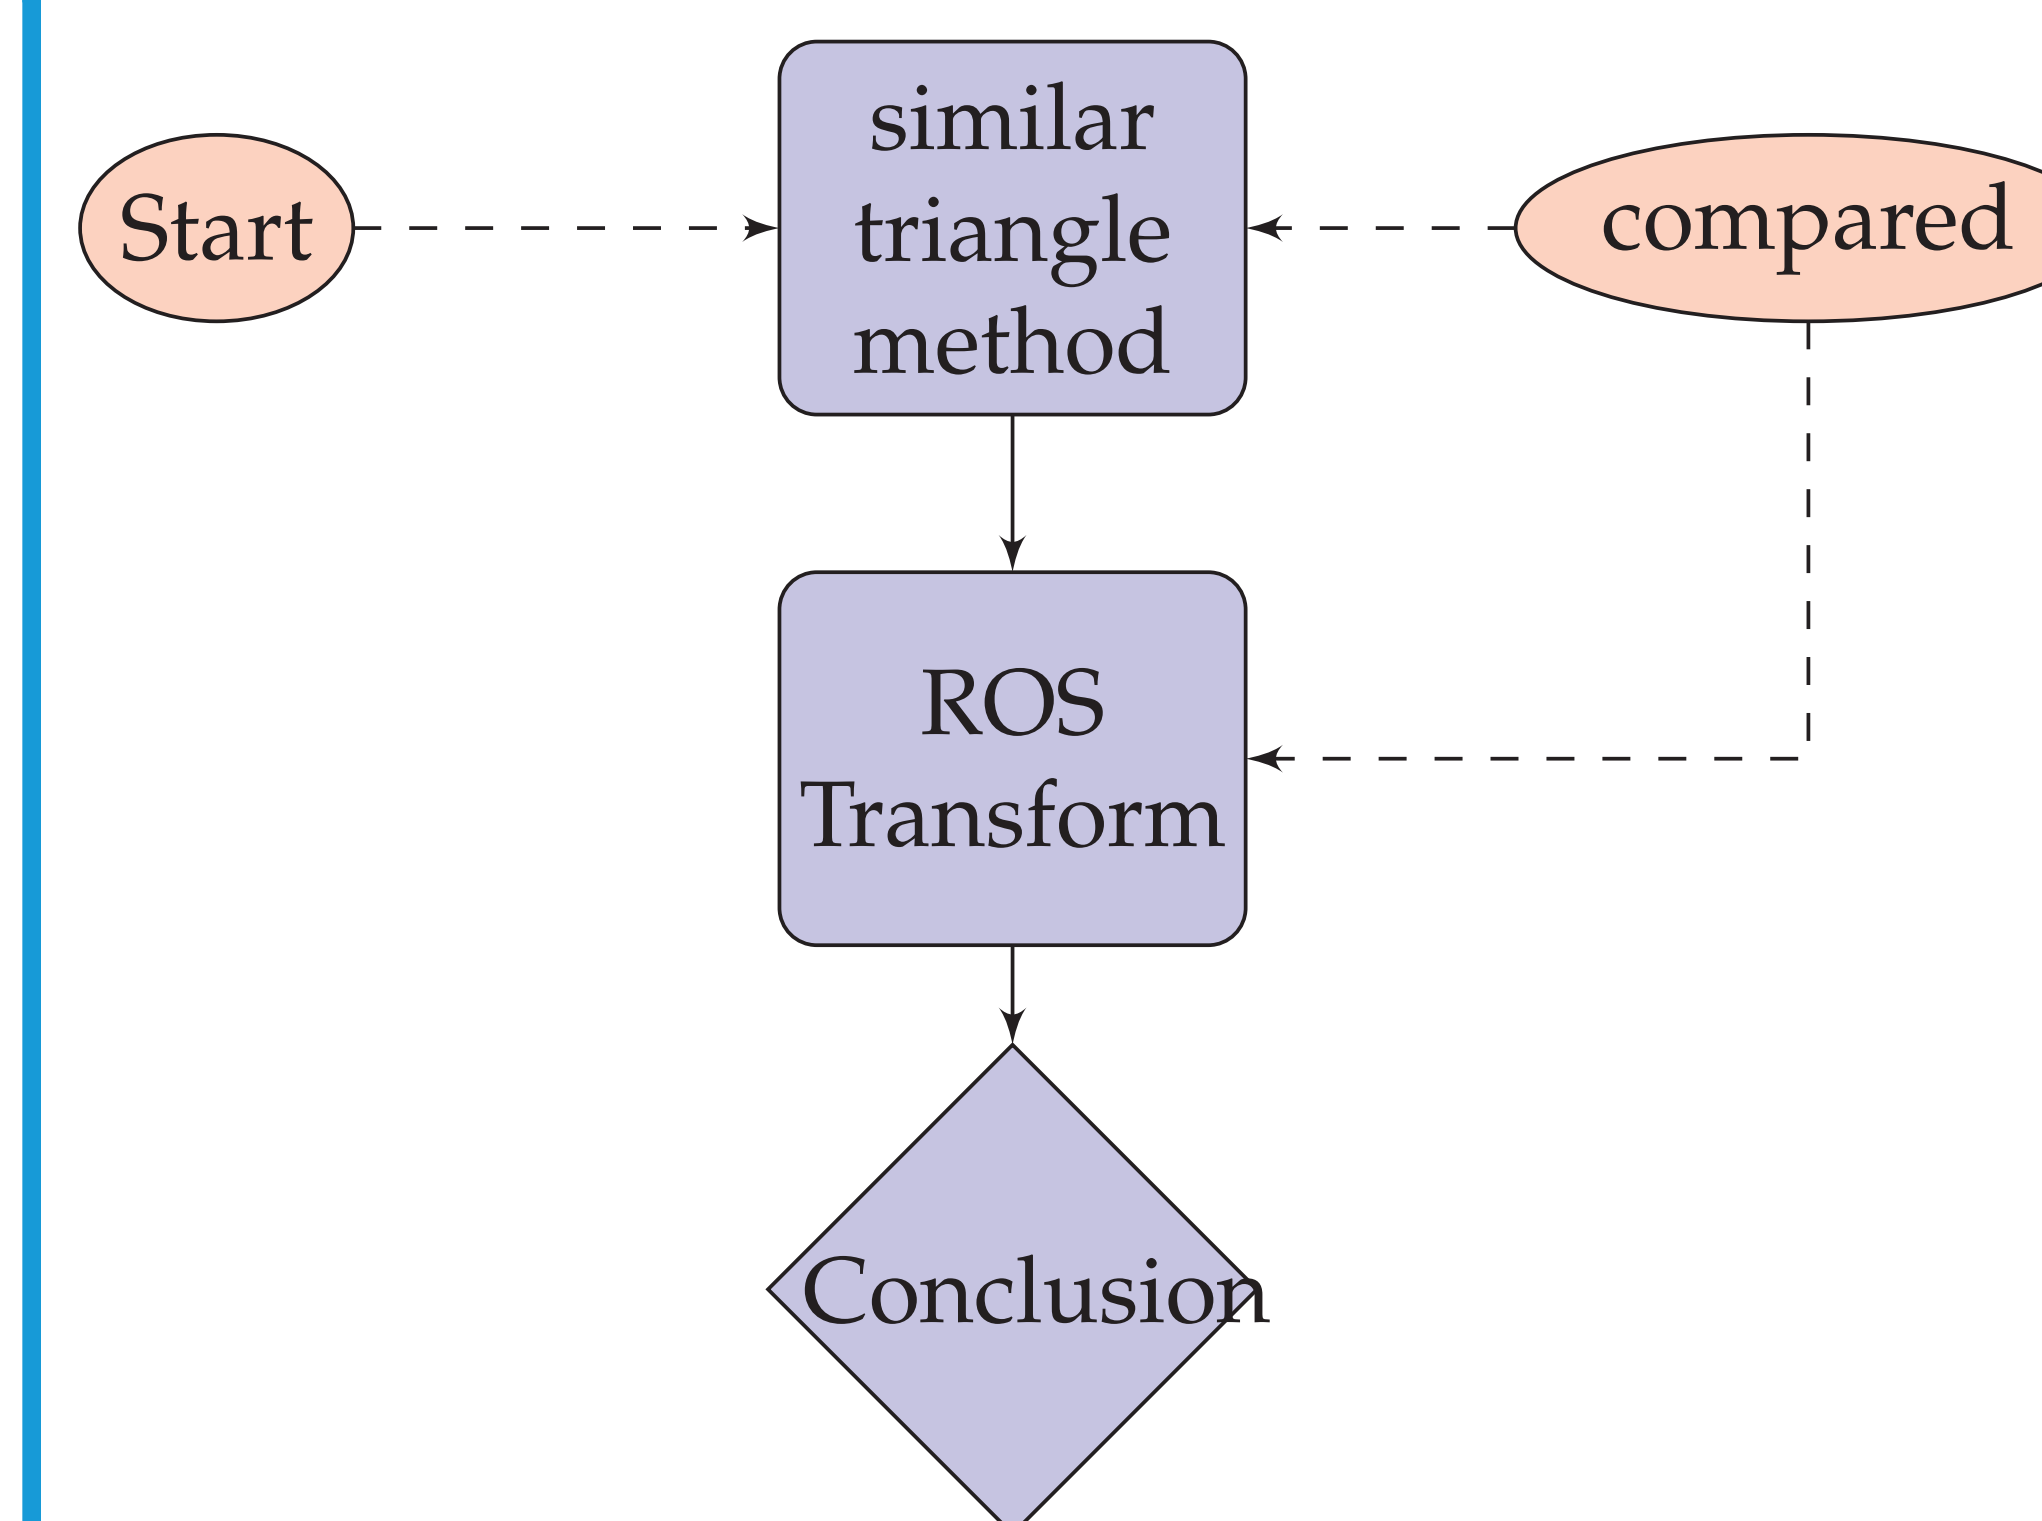 Start
similar
triangle
method
compared
ROS
Transform
Conclusion